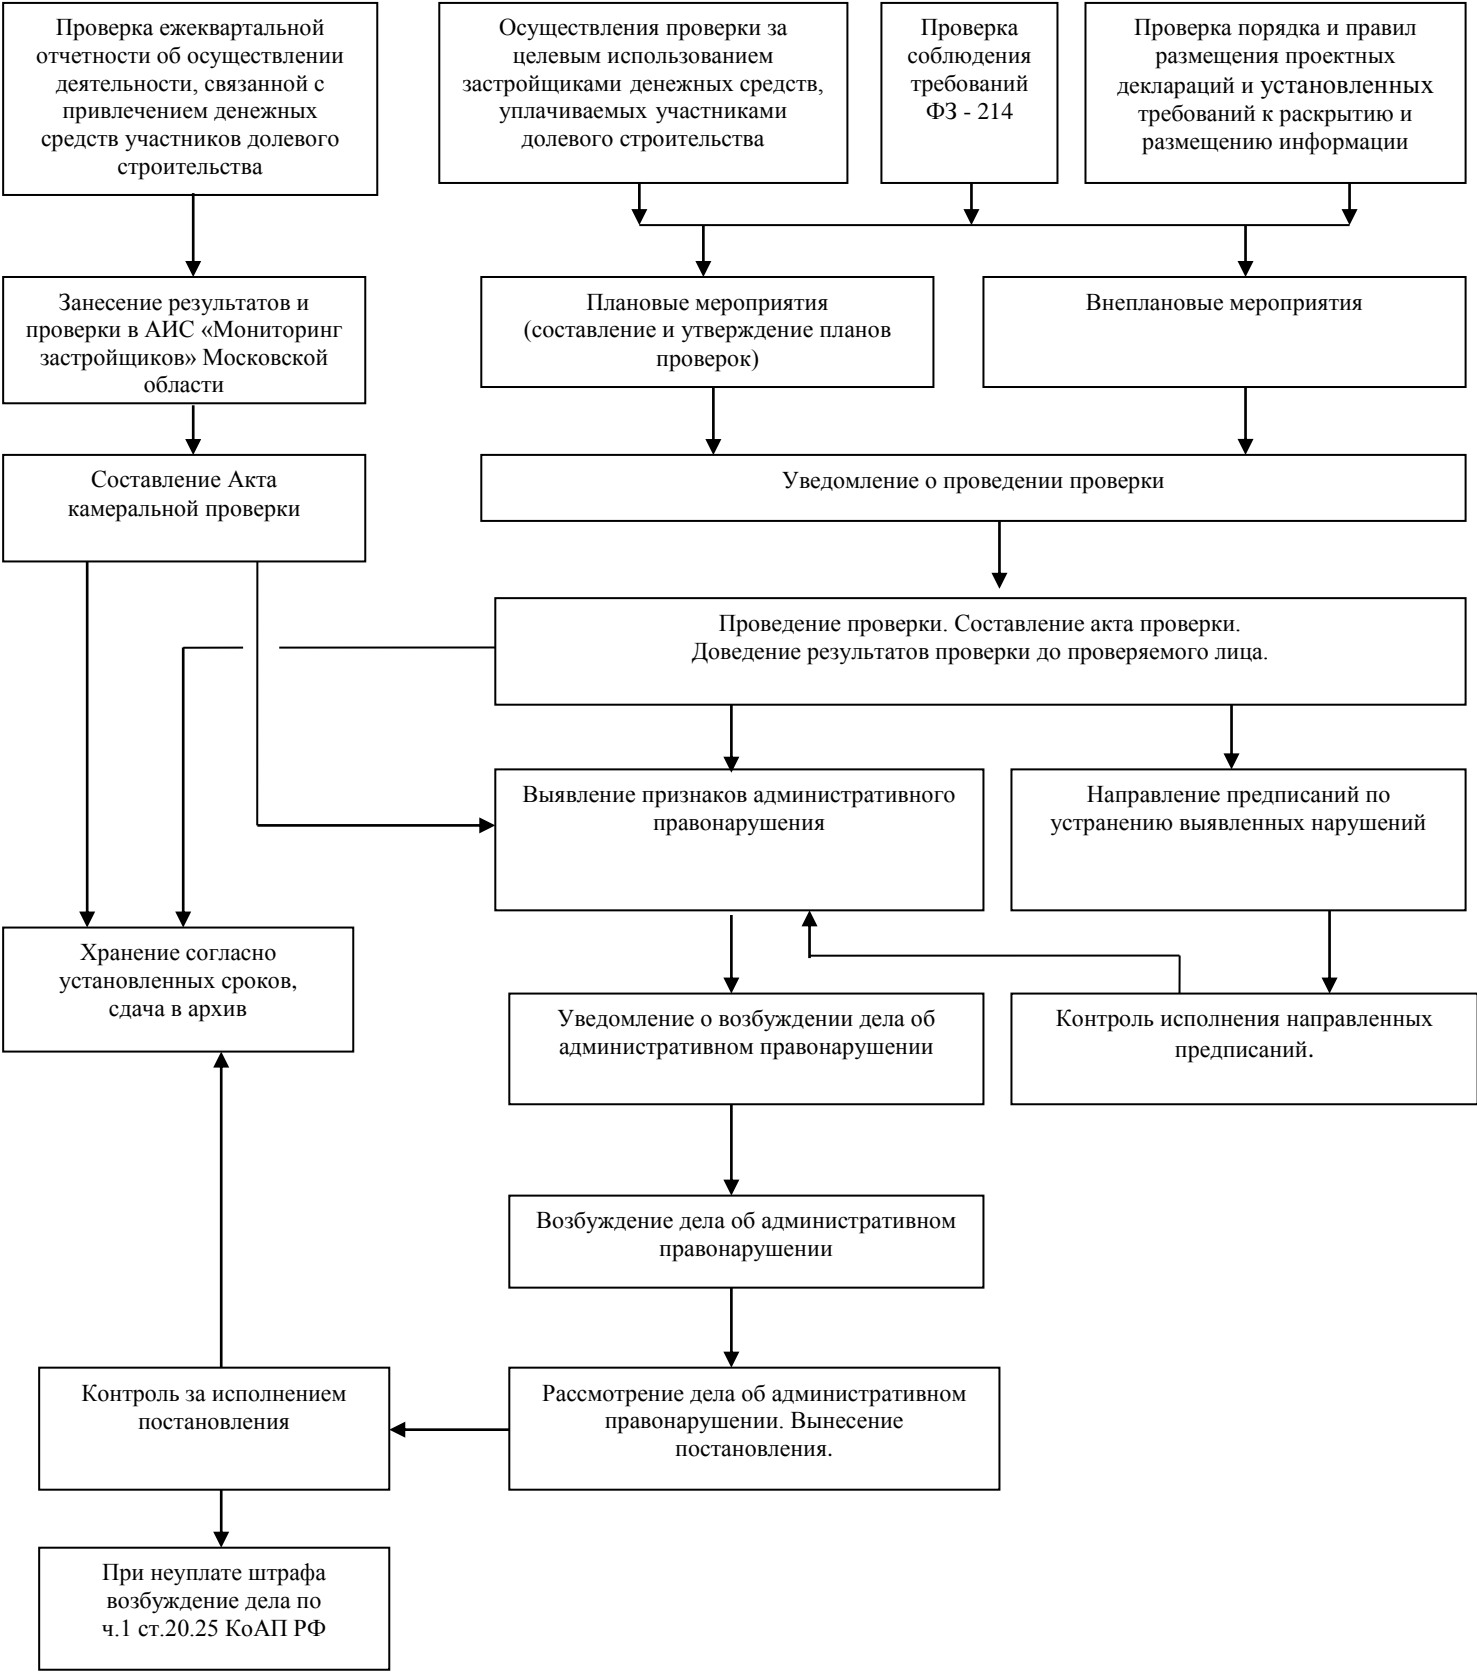 Проверка ежеквартальной
отчетности об осуществлении
деятельности, связанной с
привлечением денежных
средств участников долевого
строительства
Осуществления проверки за
целевым использованием
застройщиками денежных средств,
уплачиваемых участниками
долевого строительства
Проверка
соблюдения
требований
ФЗ - 214
Проверка порядка и правил
размещения проектных
деклараций и установленных
требований к раскрытию и
размещению информации
Занесение результатов и
проверки в АИС «Мониторинг
застройщиков» Московской
области
Плановые мероприятия
(составление и утверждение планов
проверок)
Внеплановые мероприятия
Составление Акта
камеральной проверки
Уведомление о проведении проверки
Проведение проверки. Составление акта проверки.
Доведение результатов проверки до проверяемого лица.
Выявление признаков административного
правонарушения
Направление предписаний по
устранению выявленных нарушений
Хранение согласно
установленных сроков,
сдача в архив
Уведомление о возбуждении дела об
административном правонарушении
Контроль исполнения направленных
предписаний.
Возбуждение дела об административном
правонарушении
Контроль за исполнением
постановления
Рассмотрение дела об административном
правонарушении. Вынесение
постановления.
При неуплате штрафа
возбуждение дела по
ч.1 ст.20.25 КоАП РФ